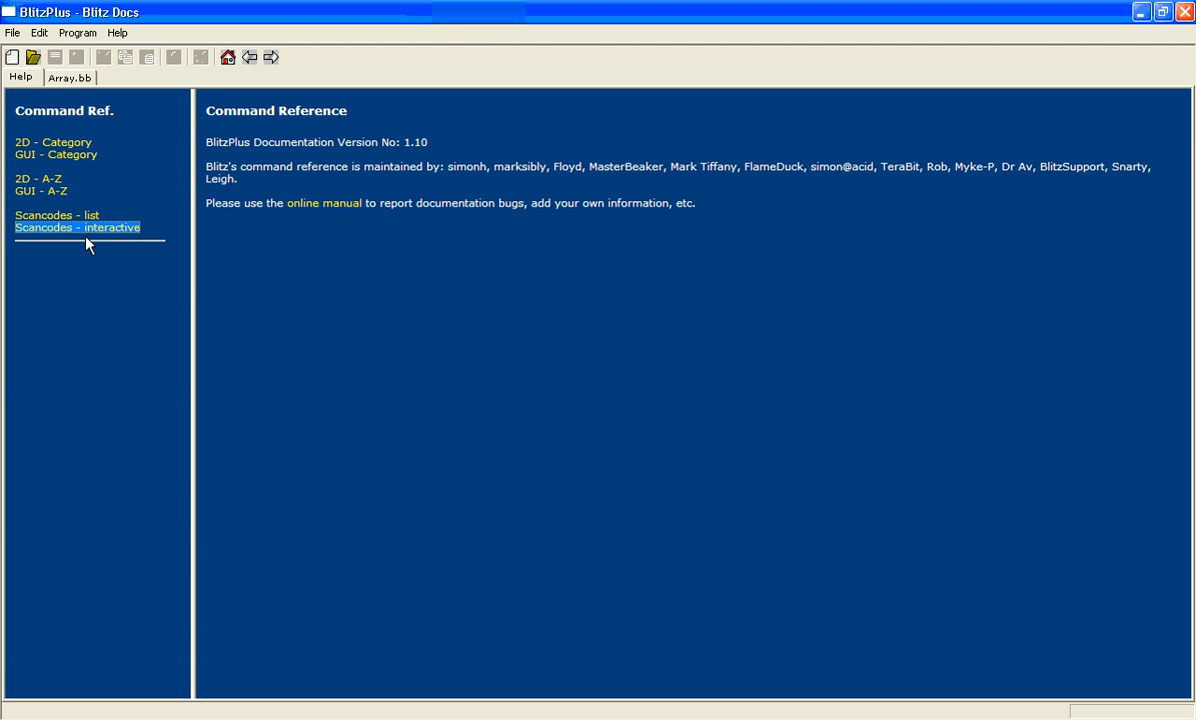 BlitzPlus - Blitz Docs
File Edit Program Help
Help Array.bb
Command Ref.
2D - Category
GUI - Category
2D - A-Z
GUI - A-Z
Scancodes - list
Scancodes - interactive
Command Reference
BlitzPlus Documentation Version No: 1.10
Blitz's command reference is maintained by: simonh, marksibly, Floyd, MasterBeaker, Mark Tiffany, FlameDuck, simon@acid, TeraBit, Rob, Myke-P, Dr Av, BlitzSupport, Snarty,
Leigh.
Please use the online manual to report documentation bugs, add your own information, etc.